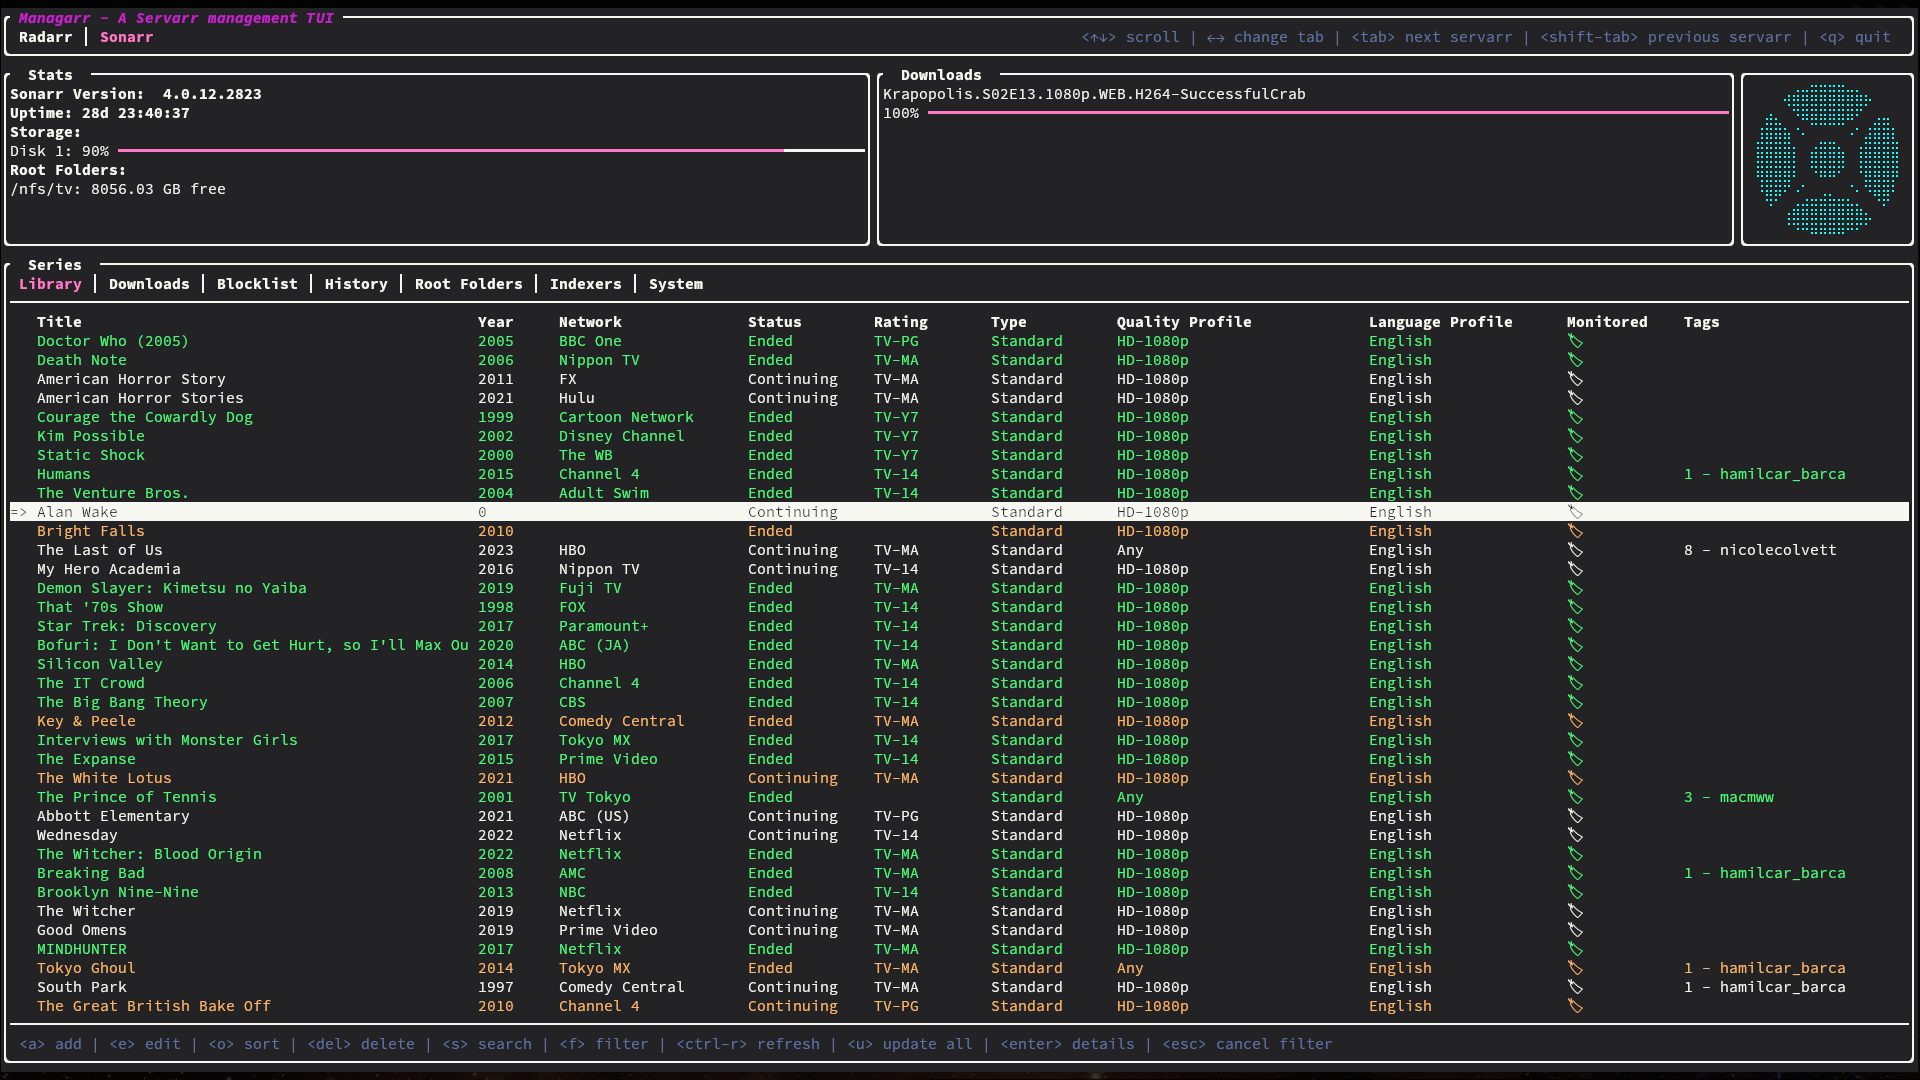 Managarr - A Servarr management TUI
Radarr | Sonarr <↑↓> scroll | ↔ change tab | <tab> next servarr | <shift-tab> previous servarr | <q> quit
Stats
Sonarr Version: 4.0.12.2823
Uptime: 28d 23:40:37
Storage:
Disk 1: 90%
Root Folders:
/nfs/tv: 8056.03 GB free
Downloads
Krapopolis.S02E13.1080p.WEB.H264-SuccessfulCrab
100%
Series
Library | Downloads | Blocklist | History | Root Folders | Indexers | System
Title Year Network Status Rating Type Quality Profile Language Profile Monitored Tags
Doctor Who (2005) 2005 BBC One Ended TV-PG Standard HD-1080p English
Death Note 2006 Nippon TV Ended TV-MA Standard HD-1080p English
American Horror Story 2011 FX Continuing TV-MA Standard HD-1080p English
American Horror Stories 2021 Hulu Continuing TV-MA Standard HD-1080p English
Courage the Cowardly Dog 1999 Cartoon Network Ended TV-Y7 Standard HD-1080p English
Kim Possible 2002 Disney Channel Ended TV-Y7 Standard HD-1080p English
Static Shock 2000 The WB Ended TV-Y7 Standard HD-1080p English
Humans 2015 Channel 4 Ended TV-14 Standard HD-1080p English 1 - hamilcar_barca
The Venture Bros. 2004 Adult Swim Ended TV-14 Standard HD-1080p English
=> Alan Wake 0 Continuing Standard HD-1080p English
Bright Falls 2010 Ended Standard HD-1080p English
The Last of Us 2023 HBO Continuing TV-MA Standard Any English 8 - nicolecolvett
My Hero Academia 2016 Nippon TV Continuing TV-14 Standard HD-1080p English
Demon Slayer: Kimetsu no Yaiba 2019 Fuji TV Ended TV-MA Standard HD-1080p English
That '70s Show 1998 FOX Ended TV-14 Standard HD-1080p English
Star Trek: Discovery 2017 Paramount+ Ended TV-14 Standard HD-1080p English
Bofuri: I Don't Want to Get Hurt, so I'll Max Ou 2020 ABC (JA) Ended TV-14 Standard HD-1080p English
Silicon Valley 2014 HBO Ended TV-MA Standard HD-1080p English
The IT Crowd 2006 Channel 4 Ended TV-14 Standard HD-1080p English
The Big Bang Theory 2007 CBS Ended TV-14 Standard HD-1080p English
Key & Peele 2012 Comedy Central Ended TV-MA Standard HD-1080p English
Interviews with Monster Girls 2017 Tokyo MX Ended TV-14 Standard HD-1080p English
The Expanse 2015 Prime Video Ended TV-14 Standard HD-1080p English
The White Lotus 2021 HBO Continuing TV-MA Standard HD-1080p English
The Prince of Tennis 2001 TV Tokyo Ended Standard Any English 3 - macmww
Abbott Elementary 2021 ABC (US) Continuing TV-PG Standard HD-1080p English
Wednesday 2022 Netflix Continuing TV-14 Standard HD-1080p English
The Witcher: Blood Origin 2022 Netflix Ended TV-MA Standard HD-1080p English
Breaking Bad 2008 AMC Ended TV-MA Standard HD-1080p English 1 - hamilcar_barca
Brooklyn Nine-Nine 2013 NBC Ended TV-14 Standard HD-1080p English
The Witcher 2019 Netflix Continuing TV-MA Standard HD-1080p English
Good Omens 2019 Prime Video Continuing TV-MA Standard HD-1080p English
MINDHUNTER 2017 Netflix Ended TV-MA Standard HD-1080p English
Tokyo Ghoul 2014 Tokyo MX Ended TV-MA Standard Any English 1 - hamilcar_barca
South Park 1997 Comedy Central Continuing TV-MA Standard HD-1080p English 1 - hamilcar_barca
The Great British Bake Off 2010 Channel 4 Continuing TV-PG Standard HD-1080p English
<a> add | <e> edit | <o> sort | <del> delete | <s> search | <f> filter | <ctrl-r> refresh | <u> update all | <enter> details | <esc> cancel filter